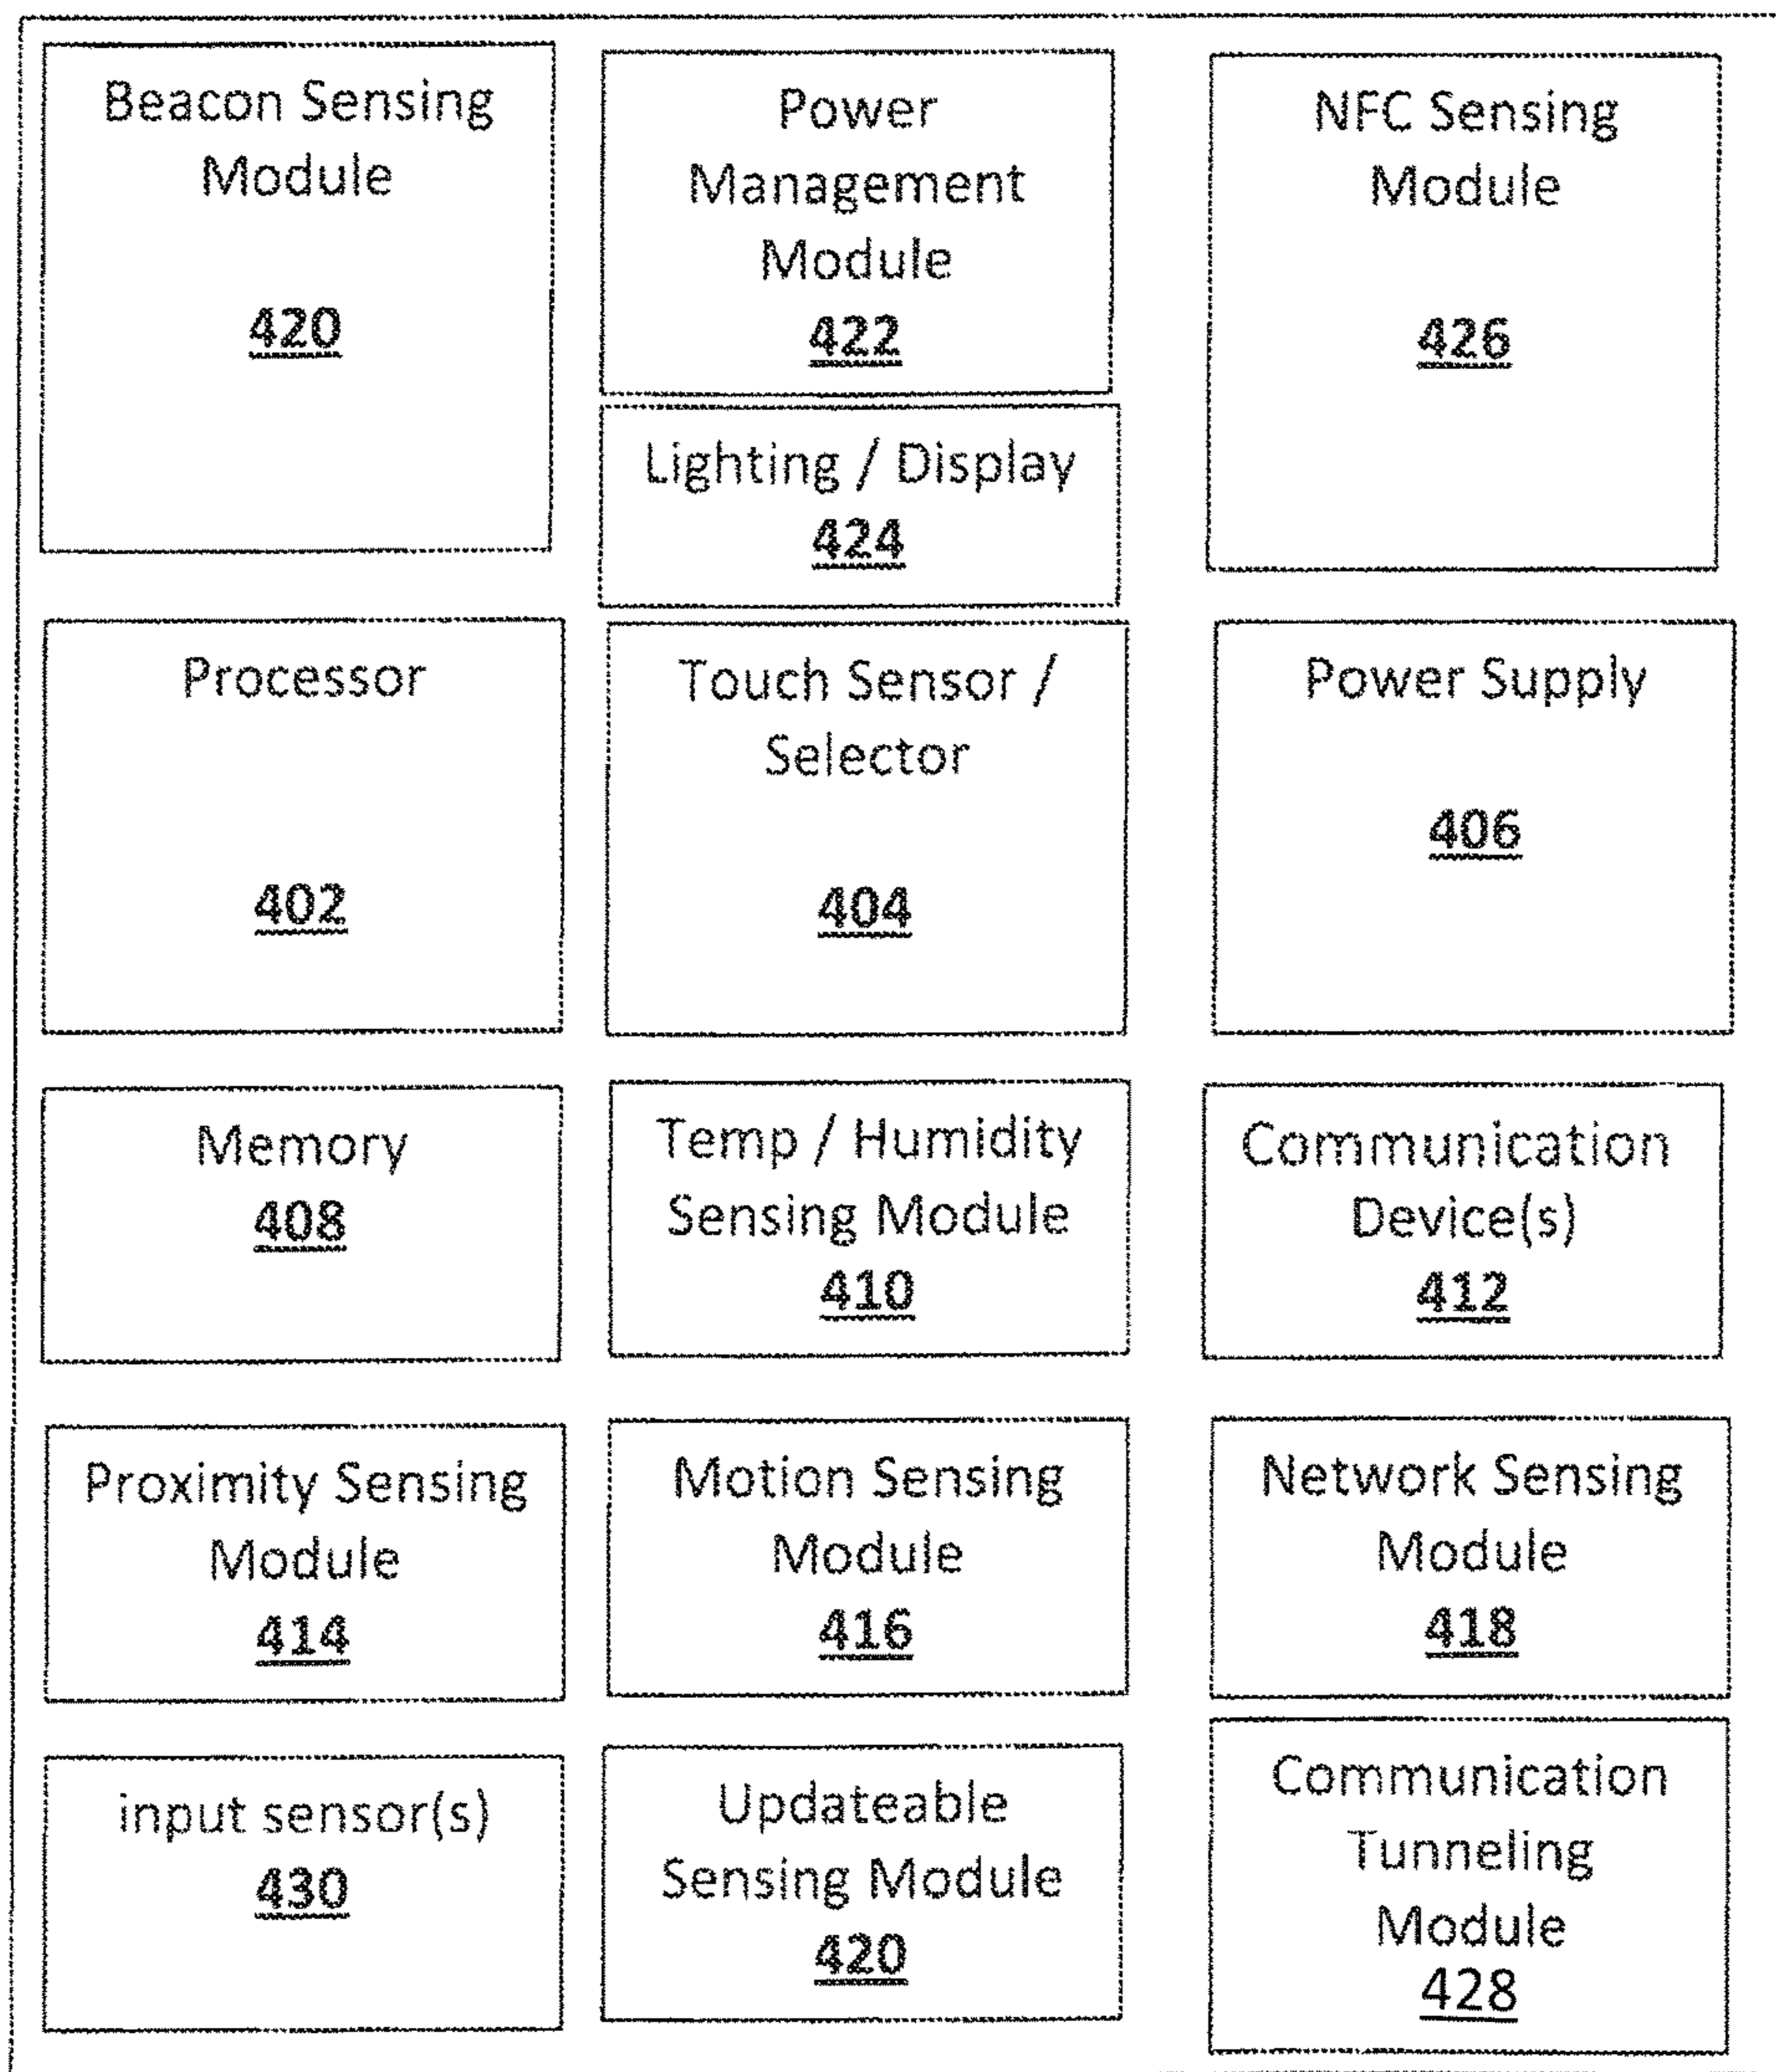 Beacon Sensing
Module
420
Power
Management
Module
422
NFC Sensing
Module
426
Lighting / Display
424
Processor
402
Touch Sensor /
Selector
404
Power Supply
406
Memory
408
Temp / Humidity
Sensing Module
410
Communication
Device(s)
412
Proximity Sensing
Module
414
Motion Sensing
Module
416
Network Sensing
Module
418
input sensor(s)
430
Updateable
Sensing Module
420
Communication
Tunneling
Module
428